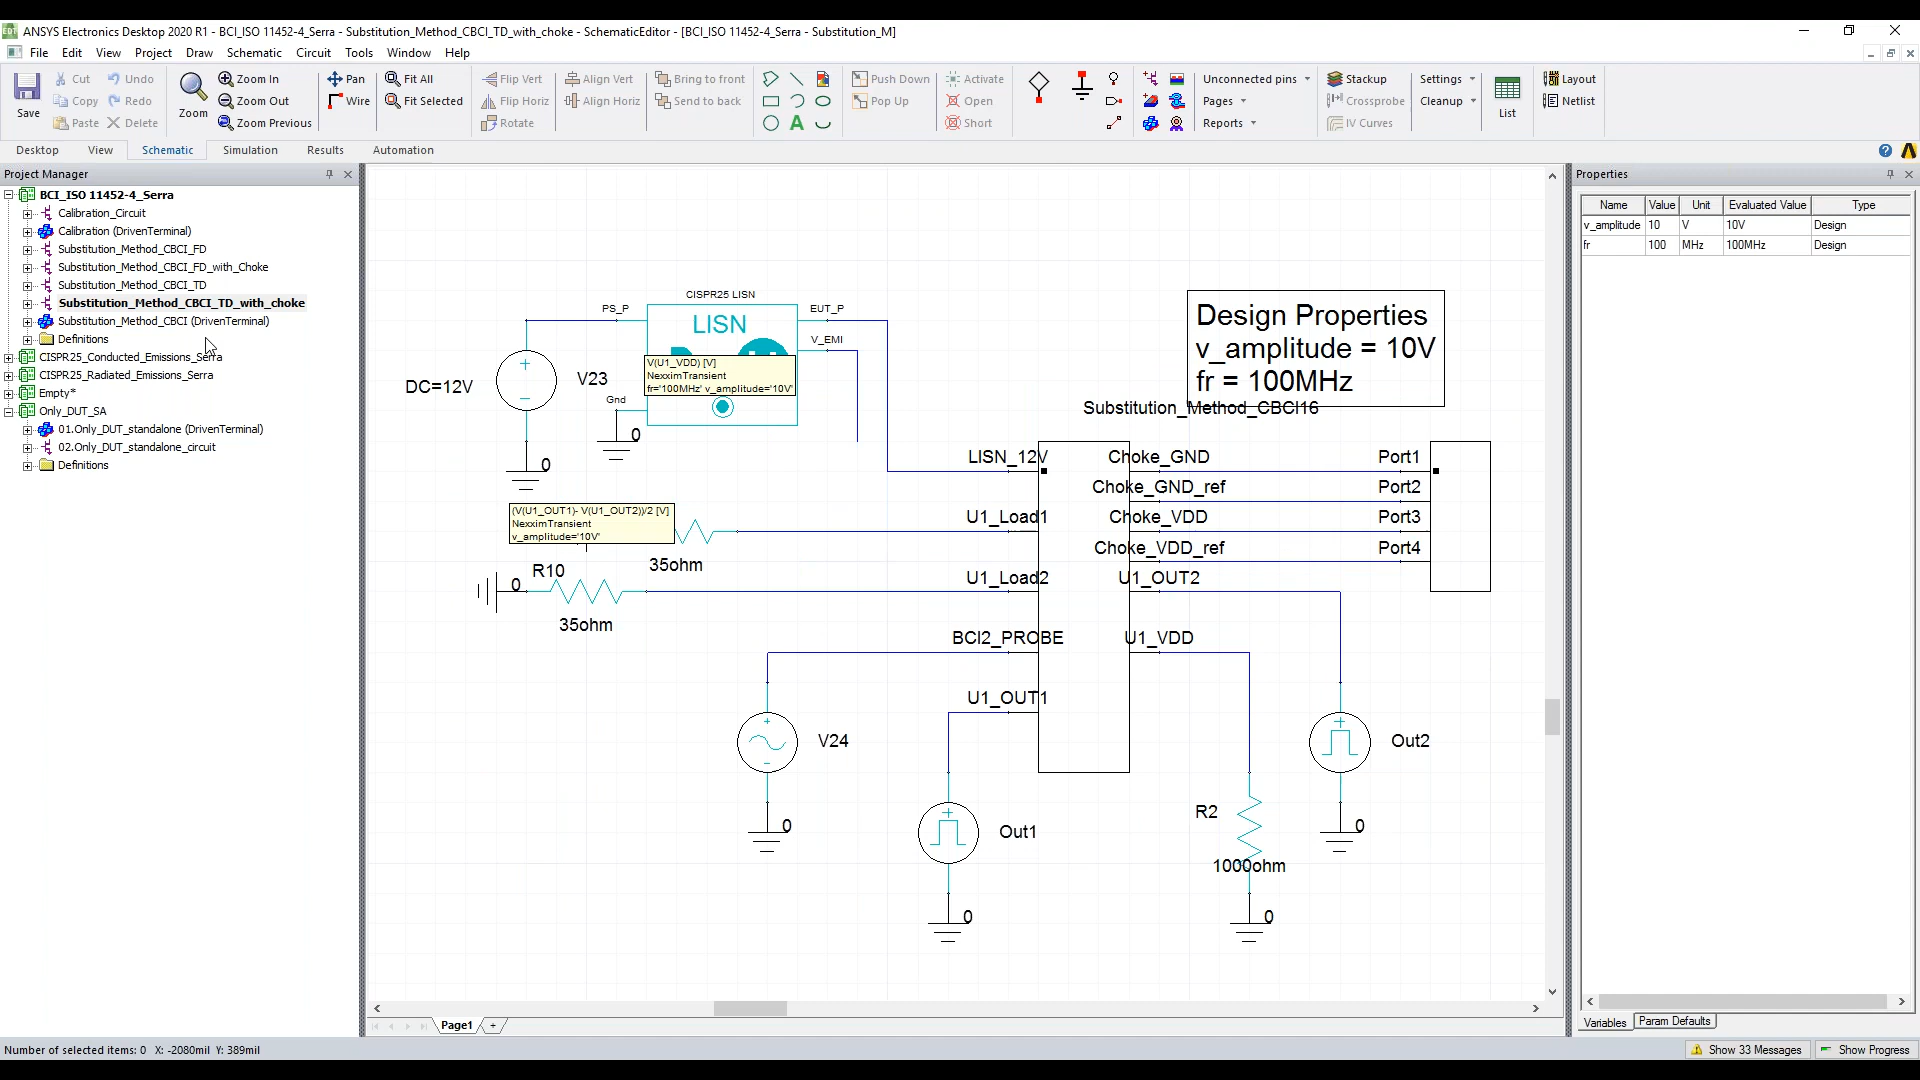 ANSYS Electronics Desktop 2020 R1 - BCI_ISO 11452-4_Serra - Substitution_Method_CBCI_TD_with_choke - SchematicEditor - [BCI_ISO 11452-4_Serra - Substitution_M]
File Edit View Project Draw Schematic Circuit Tools Window Help
Cut Undo Zoom In Pan Fit All Flip Vert Align Vert Bring to front Push Down Activate Unconnected pins Stackup Settings Layout
Copy Redo Zoom Out Wire Fit Selected Flip Horiz Align Horiz Send to back Pop Up Open Pages Crossprobe Cleanup Netlist
Save Zoom List
Paste Delete Zoom Previous Rotate Short Reports IV Curves
Desktop View Schematic Simulation Results Automation
Project Manager
BCI_ISO 11452-4_Serra
Calibration_Circuit
Calibration (DrivenTerminal)
Substitution_Method_CBCI_FD
Substitution_Method_CBCI_FD_with_Choke
Substitution_Method_CBCI_TD
Substitution_Method_CBCI_TD_with_choke
Substitution_Method_CBCI (DrivenTerminal)
Definitions
CISPR25_Conducted_Emissions_Serra
CISPR25_Radiated_Emissions_Serra
Empty*
Only_DUT_SA
01.Only_DUT_standalone (DrivenTerminal)
02.Only_DUT_standalone_circuit
Definitions
CISPR25 LISN
PS_P
EUT_P
LISN
V_EMI
V(U1_VDD) [V]
NexximTransient
fr='100MHz' v_amplitude='10V'
DC=12V
V23
Gnd
0
0
Design Properties
v_amplitude = 10V
fr = 100MHz
Substitution_Method_CBCI16
LISN_12V Choke_GND Port1
Choke_GND_ref Port2
U1_Load1 Choke_VDD Port3
Choke_VDD_ref Port4
U1_Load2 U1_OUT2
BCI2_PROBE U1_VDD
U1_OUT1
(V(U1_OUT1)- V(U1_OUT2))/2 [V]
NexximTransient
v_amplitude='10V'
35ohm
R10
0
35ohm
V24
0
Out1
0
R2
1000ohm
0
Out2
0
Page1 +
Properties
Name Value Unit Evaluated Value Type
v_amplitude 10 V 10V Design
fr 100 MHz 100MHz Design
Variables Param Defaults
Number of selected items: 0 X: -2080mil Y: 389mil
Show 33 Messages Show Progress